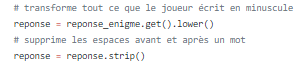 # transforme tout ce que le joueur écrit en minuscule
reponse = reponse_enigme.get().lower()
# supprime les espaces avant et après un mot
reponse = reponse.strip()